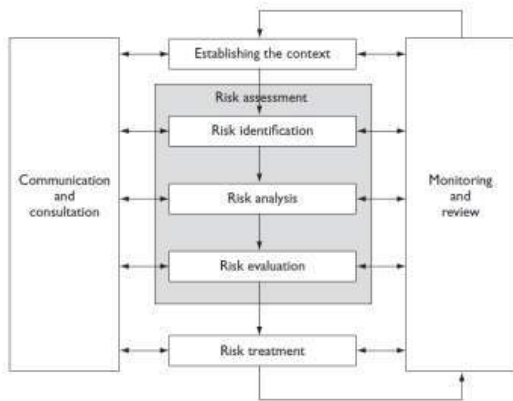 Establishing the context
Risk assessment
Risk identification
Communication
and
consultation
Risk analysis
Monitoring
and
review
Risk evaluation
Risk treatment